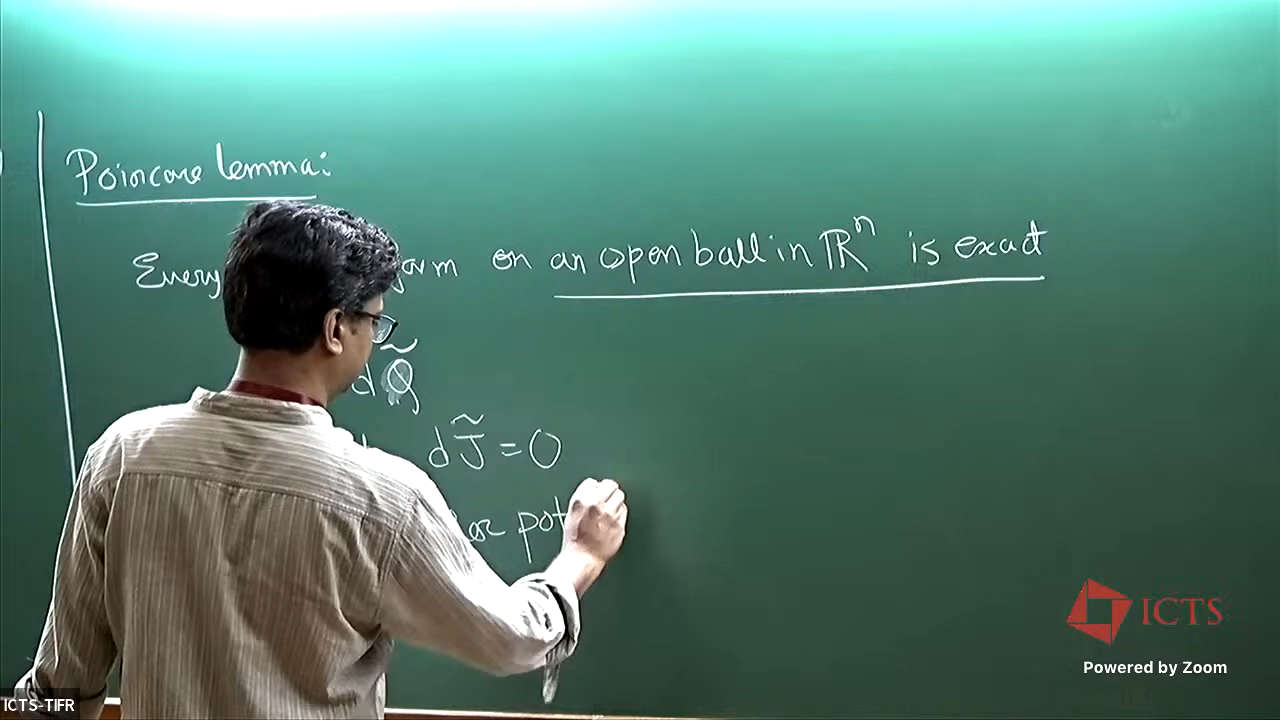 Poincare lemma:
Every form on an open ball in ℝⁿ is exact
d Q̃
d J̃ = 0
pot
ICTS
Powered by Zoom
ICTS-TIFR